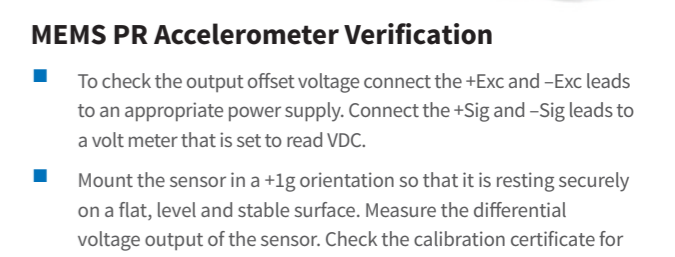 MEMS PR Accelerometer Verification
To check the output offset voltage connect the +Exc and –Exc leads
to an appropriate power supply. Connect the +Sig and –Sig leads to
a volt meter that is set to read VDC.
Mount the sensor in a +1g orientation so that it is resting securely
on a flat, level and stable surface. Measure the differential
voltage output of the sensor. Check the calibration certificate for